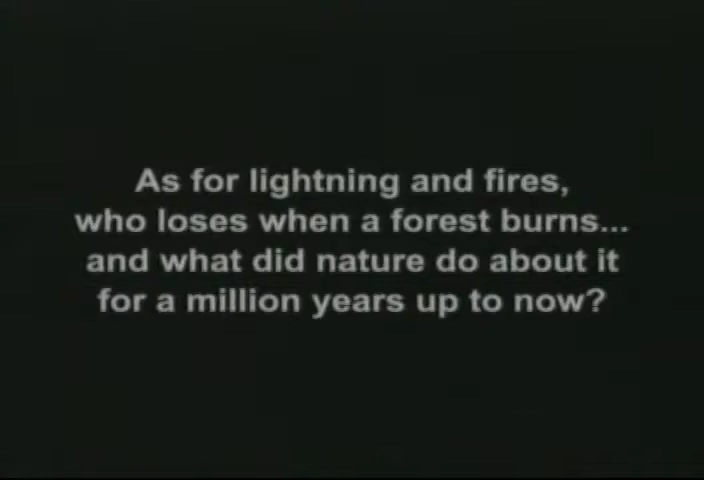 As for lightning and fires,
who loses when a forest burns...
and what did nature do about it
for a million years up to now?